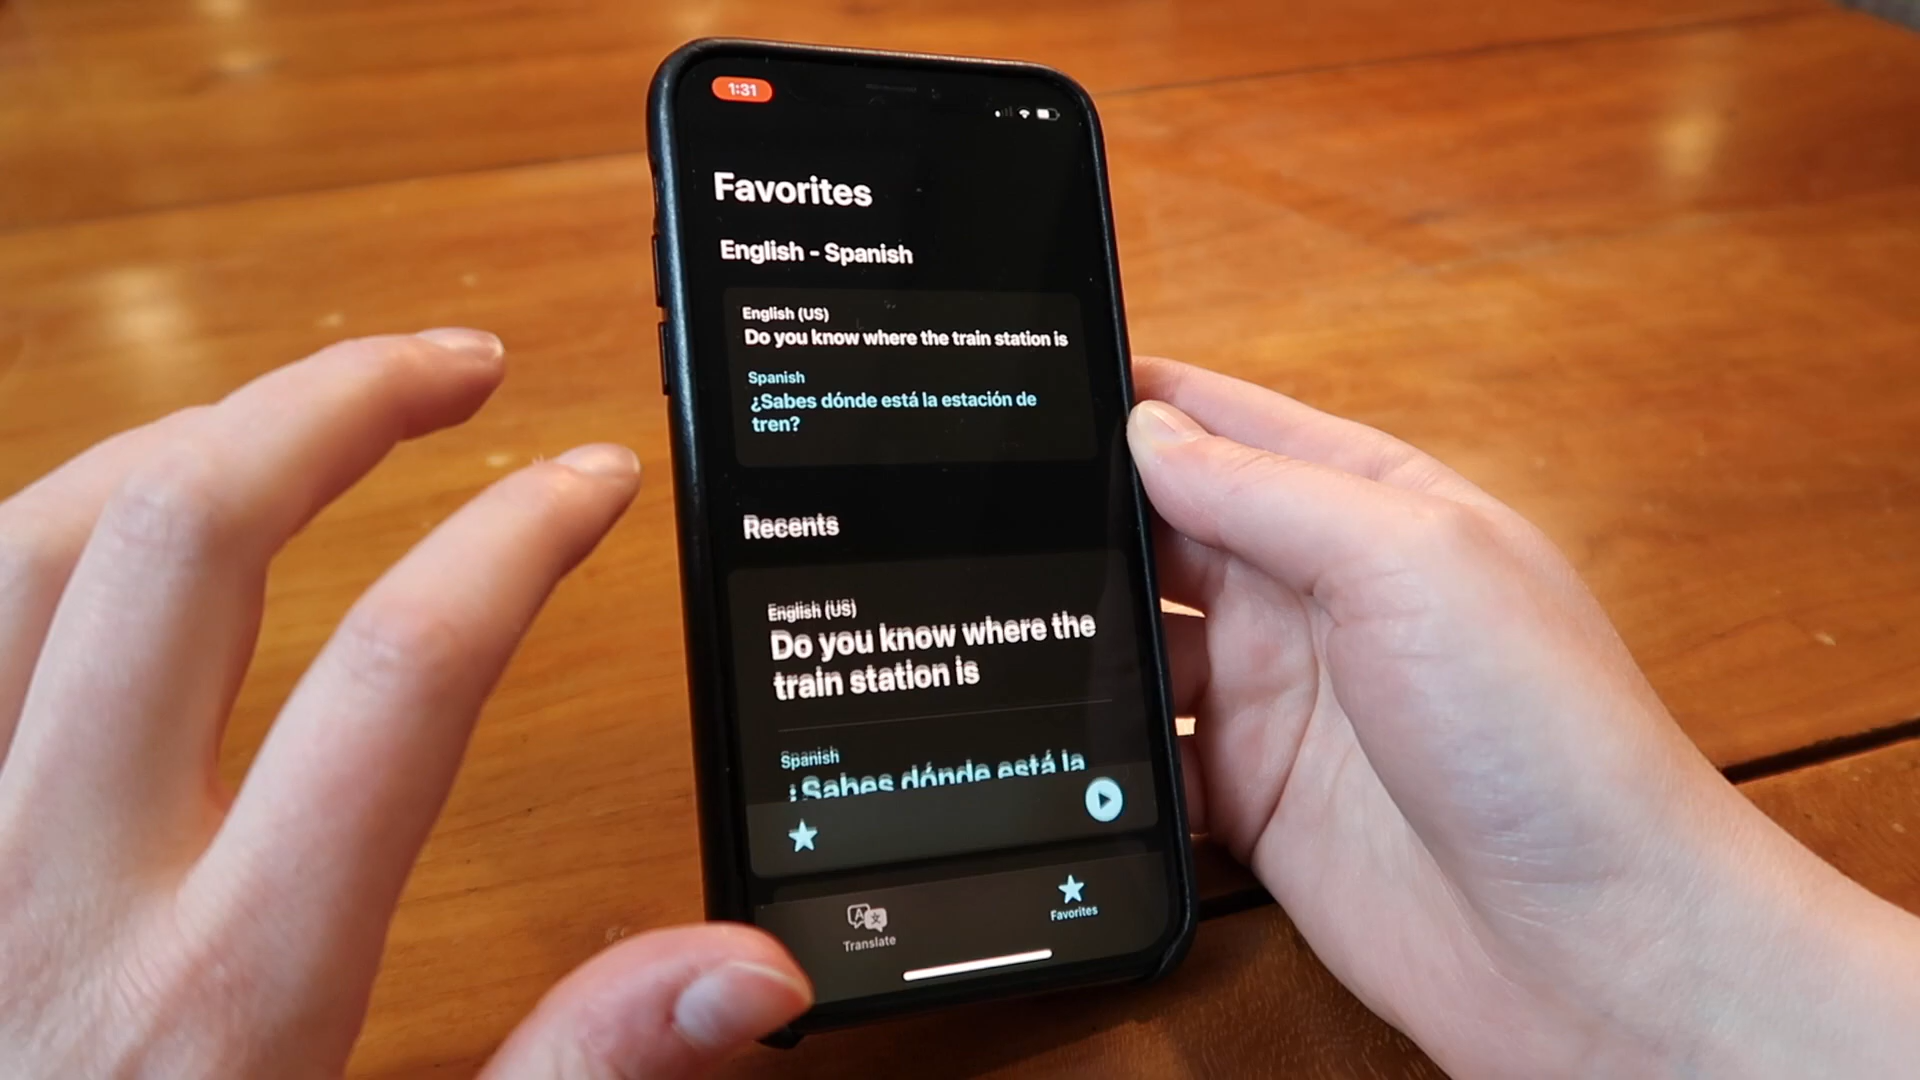 1:31
Favorites
English - Spanish
English (US)
Do you know where the train station is
Spanish
¿Sabes dónde está la estación de
tren?
Recents
English (US)
Do you know where the
train station is
Spanish
¿Sabes dónde está la
Translate
Favorites